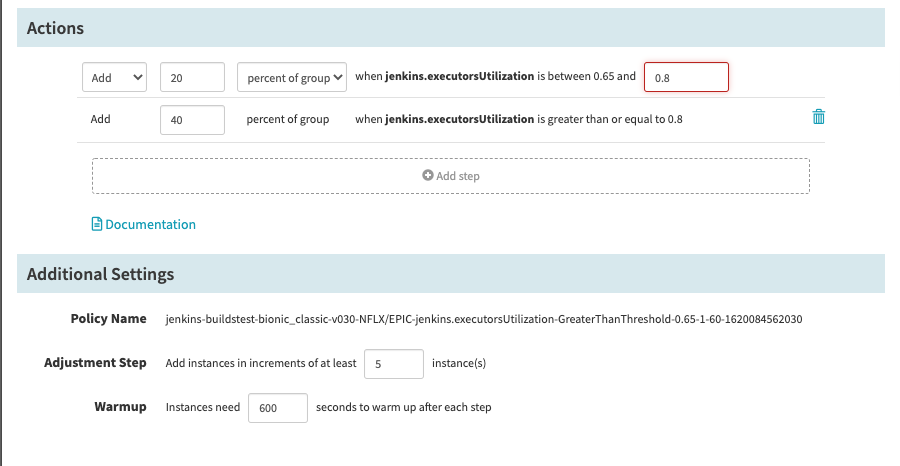 Actions
Add 20 percent of group when jenkins.executorsUtilization is between 0.65 and 0.8
Add 40 percent of group when jenkins.executorsUtilization is greater than or equal to 0.8
Add step
Documentation
Additional Settings
Policy Name jenkins-buildstest-bionic_classic-v030-NFLX/EPIC-jenkins.executorsUtilization-GreaterThanThreshold-0.65-1-60-1620084562030
Adjustment Step Add instances in increments of at least 5 instance(s)
Warmup Instances need 600 seconds to warm up after each step